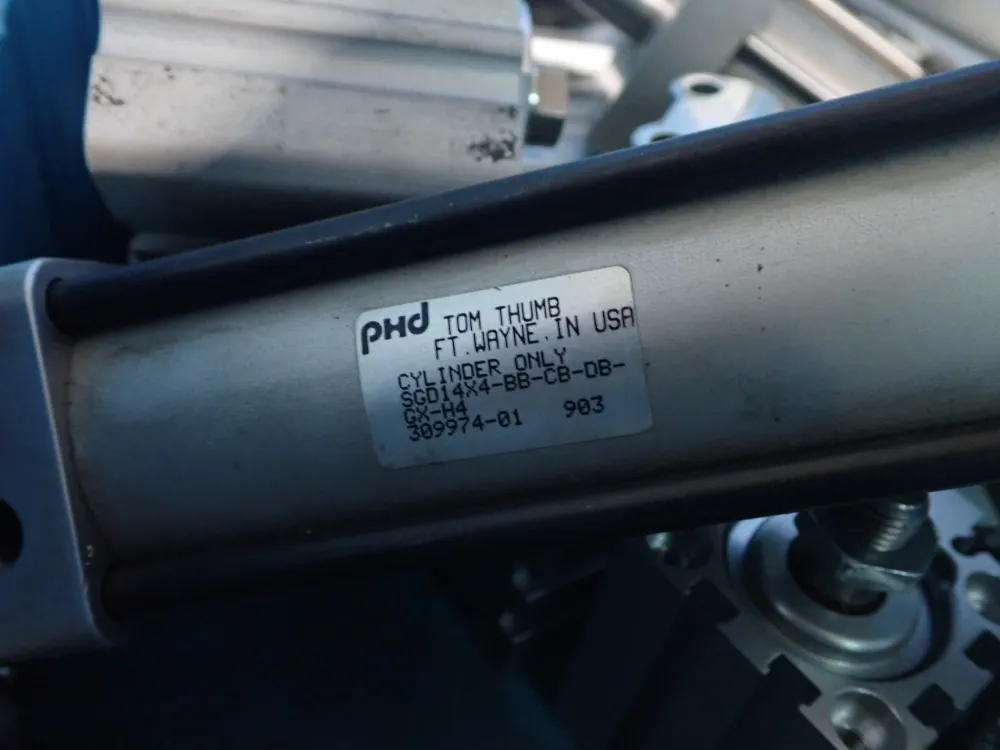 PHD TOM THUMB
FT.WAYNE,IN USA
CYLINDER ONLY
SGD14X4-BB-CB-DB-
GX-H4
309974-01 903